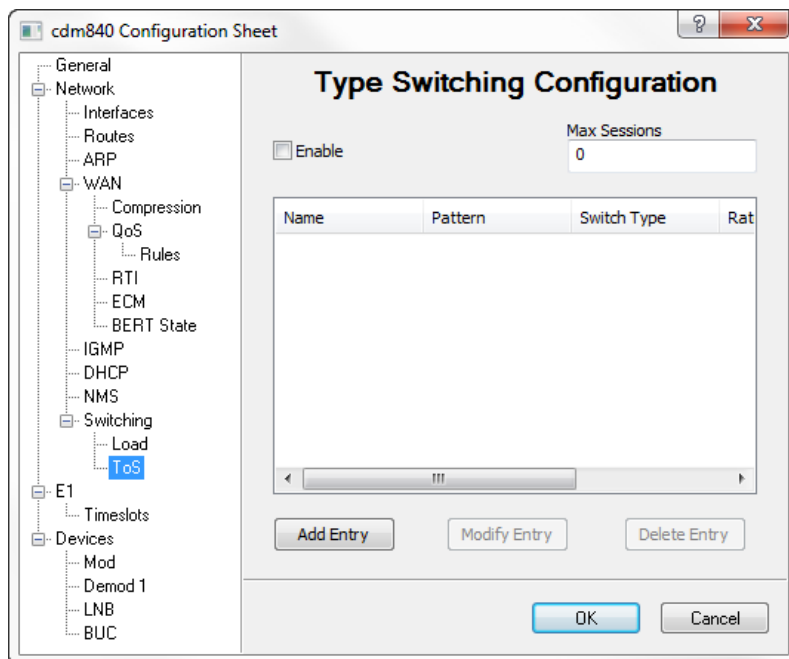 cdm840 Configuration Sheet
?
X
General
Network
Interfaces
Routes
ARP
WAN
Compression
QoS
Rules
RTI
ECM
BERT State
IGMP
DHCP
NMS
Switching
Load
ToS
E1
Timeslots
Devices
Mod
Demod 1
LNB
BUC
Type Switching Configuration
Enable
Max Sessions
0
Name Pattern Switch Type Rat
Add Entry Modify Entry Delete Entry
OK Cancel